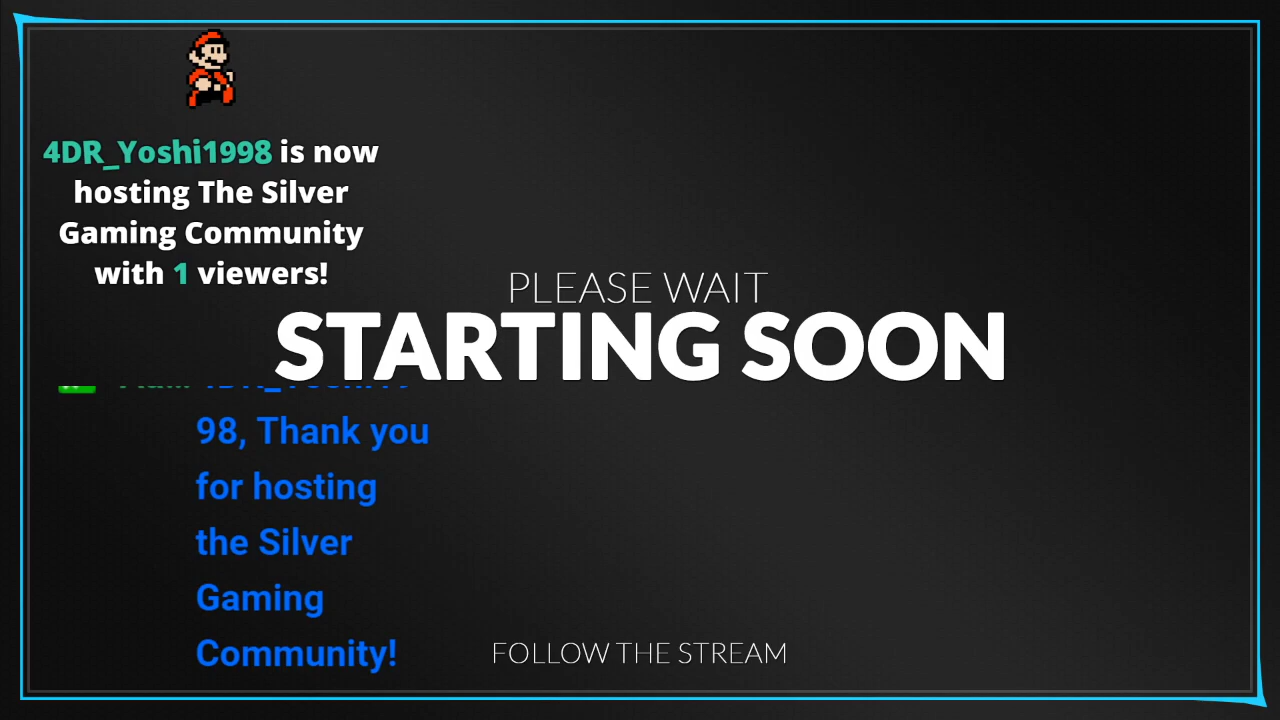 4DR_Yoshi1998 is now
hosting The Silver
Gaming Community
with 1 viewers!
PLEASE WAIT
STARTING SOON
98, Thank you
for hosting
the Silver
Gaming
Community!
FOLLOW THE STREAM